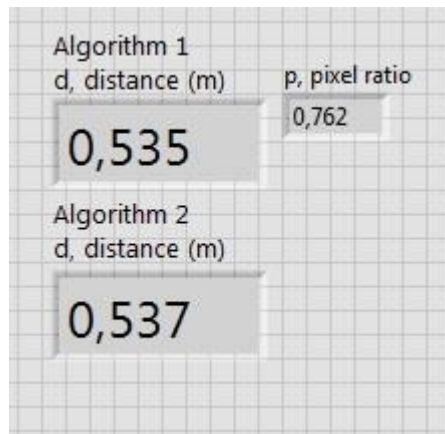 Algorithm 1
d, distance (m)
0,535
p, pixel ratio
0,762
Algorithm 2
d, distance (m)
0,537